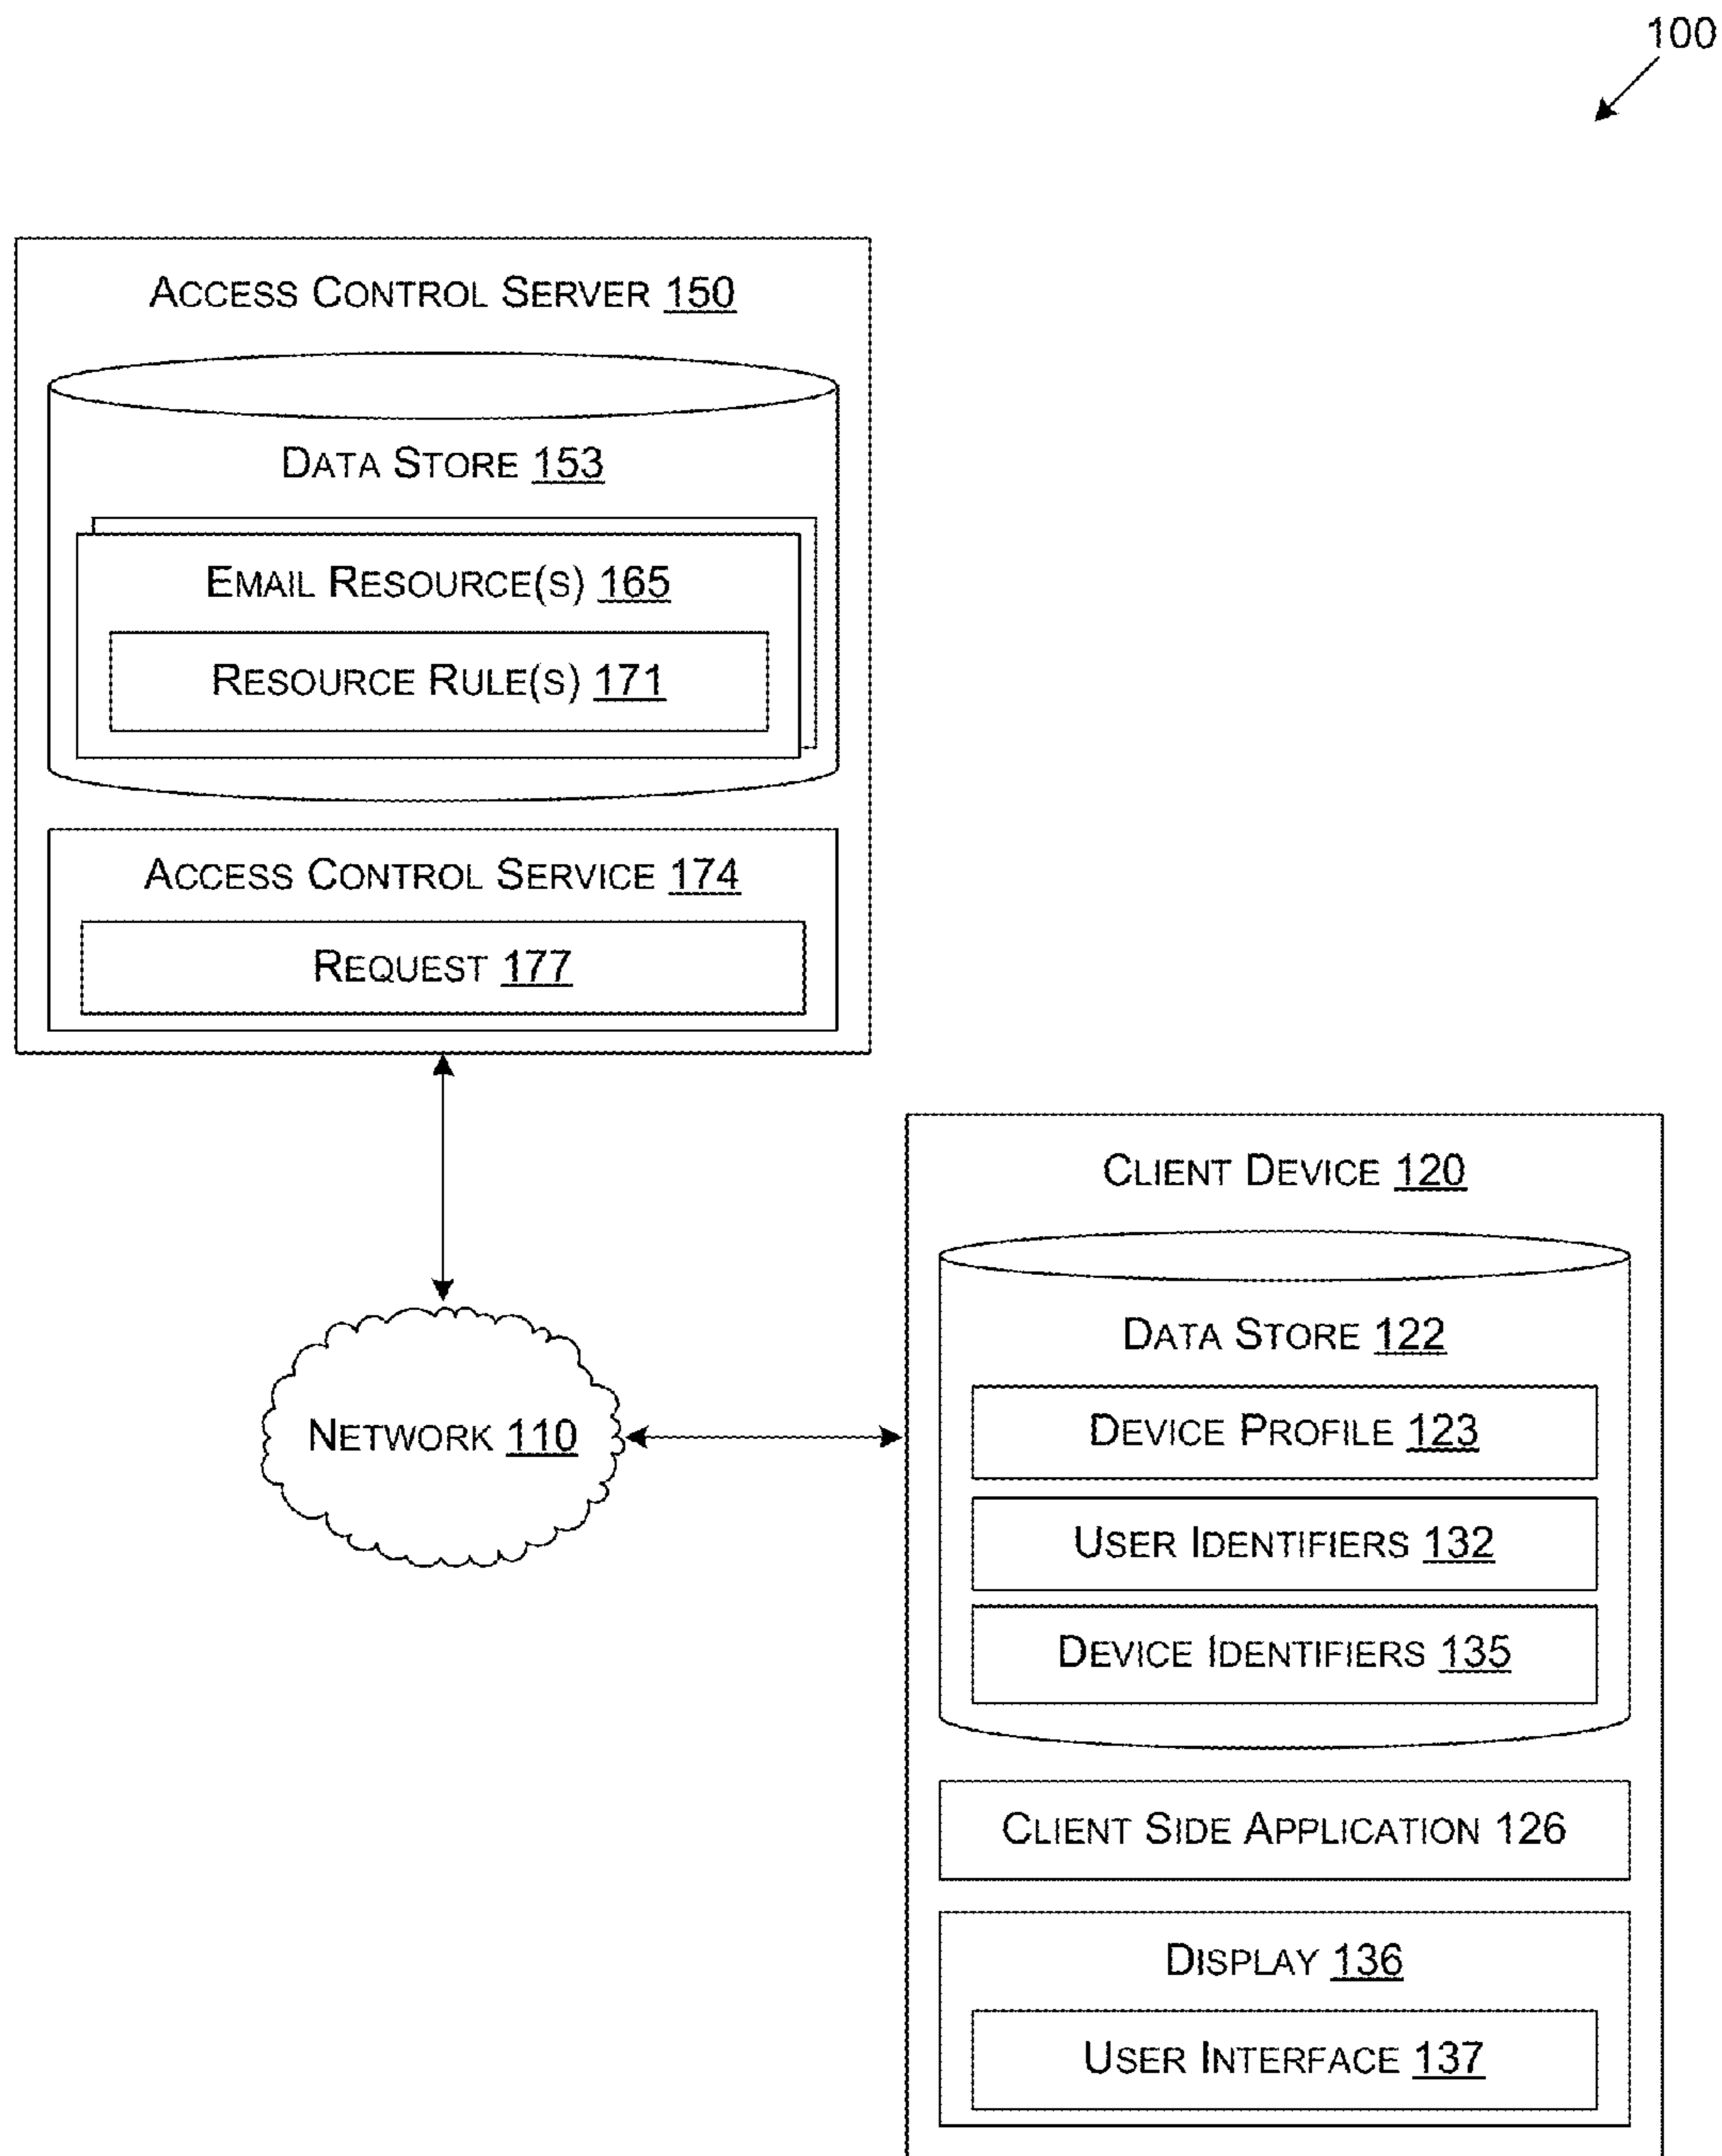 100
ACCESS CONTROL SERVER 150
DATA STORE 153
EMAIL RESOURCE(S) 165
RESOURCE RULE(S) 171
ACCESS CONTROL SERVICE 174
REQUEST 177
NETWORK 110
CLIENT DEVICE 120
DATA STORE 122
DEVICE PROFILE 123
USER IDENTIFIERS 132
DEVICE IDENTIFIERS 135
CLIENT SIDE APPLICATION 126
DISPLAY 136
USER INTERFACE 137